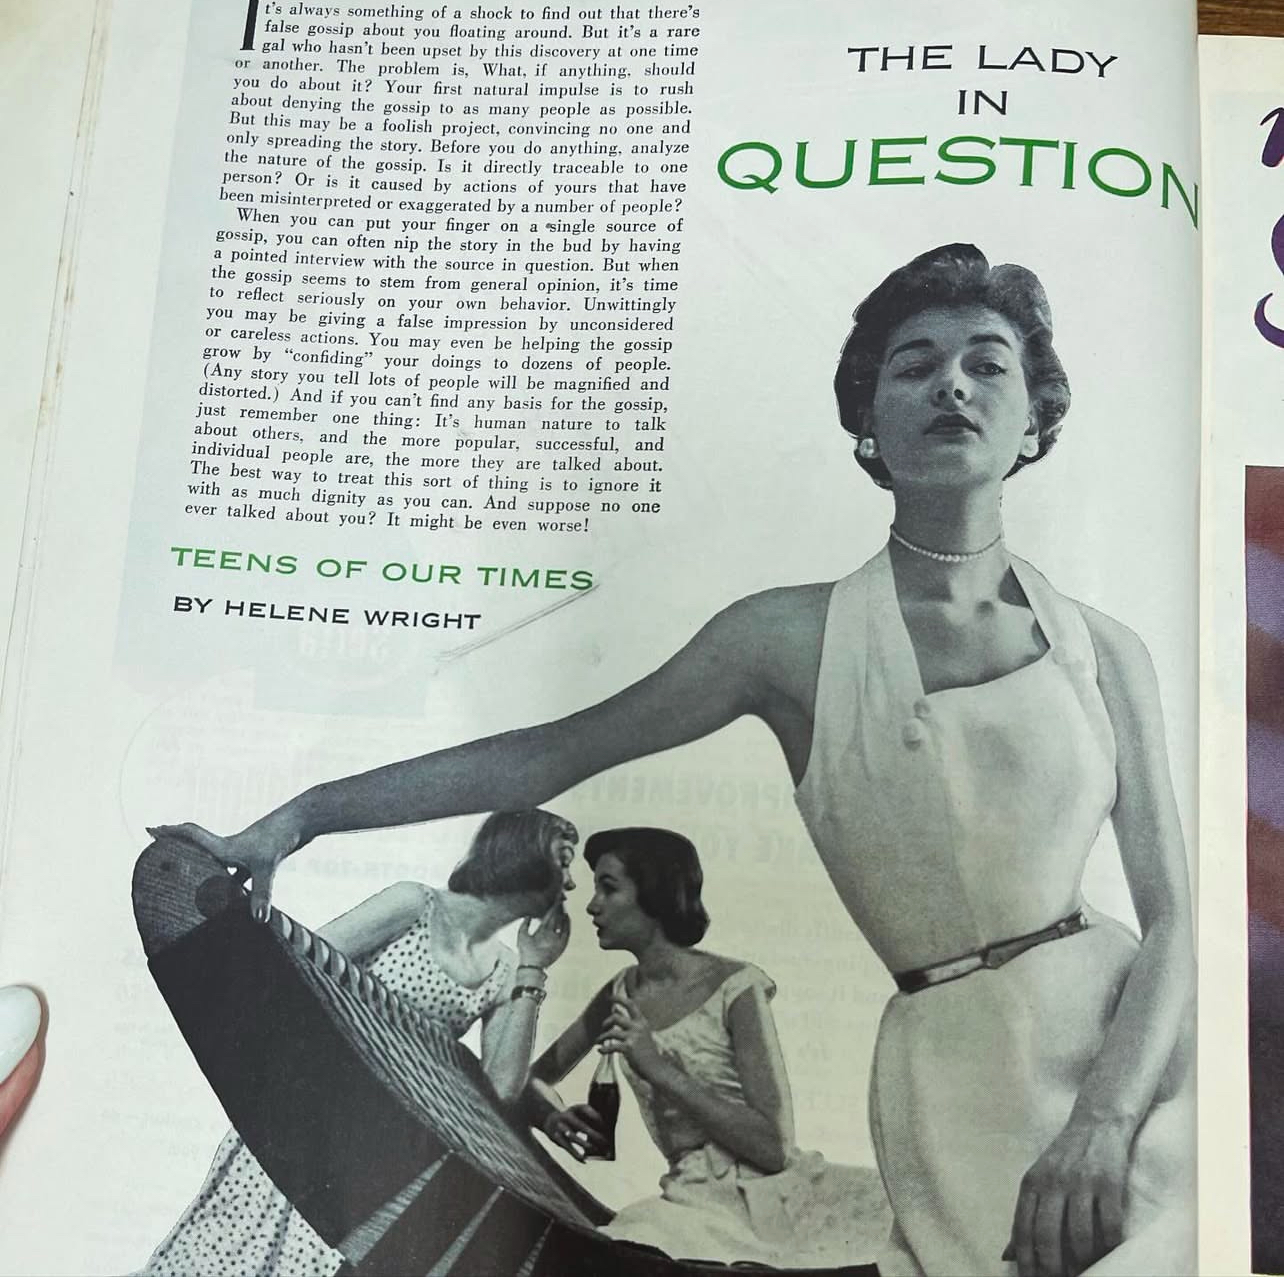 It's always something of a shock to find out that there's
false gossip about you floating around. But it's a rare
gal who hasn't been upset by this discovery at one time
or another. The problem is, What, if anything, should
you do about it? Your first natural impulse is to rush
about denying the gossip to as many people as possible.
But this may be a foolish project, convincing no one and
only spreading the story. Before you do anything, analyze
the nature of the gossip. Is it directly traceable to one
person? Or is it caused by actions of yours that have
been misinterpreted or exaggerated by a number of people?
When you can put your finger on a single source of
gossip, you can often nip the story in the bud by having
a pointed interview with the source in question. But when
the gossip seems to stem from general opinion, it's time
to reflect seriously on your own behavior. Unwittingly
you may be giving a false impression by unconsidered
or careless actions. You may even be helping the gossip
grow by "confiding" your doings to dozens of people.
(Any story you tell lots of people will be magnified and
distorted.) And if you can't find any basis for the gossip,
just remember one thing: It's human nature to talk
about others, and the more popular, successful, and
individual people are, the more they are talked about.
The best way to treat this sort of thing is to ignore it
with as much dignity as you can. And suppose no one
ever talked about you? It might be even worse!
TEENS OF OUR TIMES
BY HELENE WRIGHT
THE LADY
IN
QUESTION